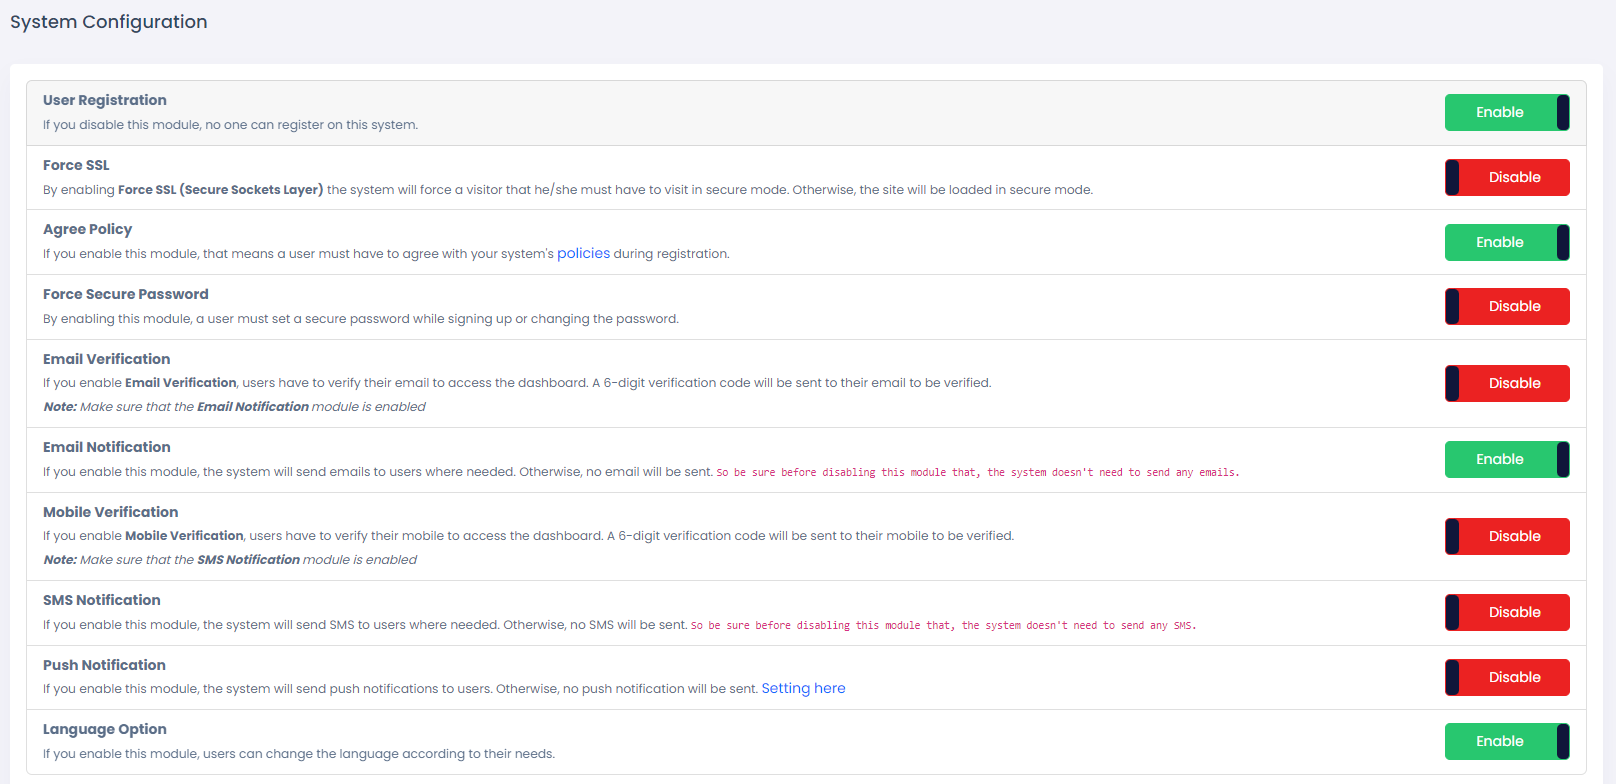 System Configuration
User Registration
If you disable this module, no one can register on this system.
Enable
Force SSL
By enabling Force SSL (Secure Sockets Layer) the system will force a visitor that he/she must have to visit in secure mode. Otherwise, the site will be loaded in secure mode.
Disable
Agree Policy
If you enable this module, that means a user must have to agree with your system's policies during registration.
Enable
Force Secure Password
By enabling this module, a user must set a secure password while signing up or changing the password.
Disable
Email Verification
If you enable Email Verification, users have to verify their email to access the dashboard. A 6-digit verification code will be sent to their email to be verified.
Note: Make sure that the Email Notification module is enabled
Disable
Email Notification
If you enable this module, the system will send emails to users where needed. Otherwise, no email will be sent. So be sure before disabling this module that, the system doesn't need to send any emails.
Enable
Mobile Verification
If you enable Mobile Verification, users have to verify their mobile to access the dashboard. A 6-digit verification code will be sent to their mobile to be verified.
Note: Make sure that the SMS Notification module is enabled
Disable
SMS Notification
If you enable this module, the system will send SMS to users where needed. Otherwise, no SMS will be sent. So be sure before disabling this module that, the system doesn't need to send any SMS.
Disable
Push Notification
If you enable this module, the system will send push notifications to users. Otherwise, no push notification will be sent. Setting here
Disable
Language Option
If you enable this module, users can change the language according to their needs.
Enable